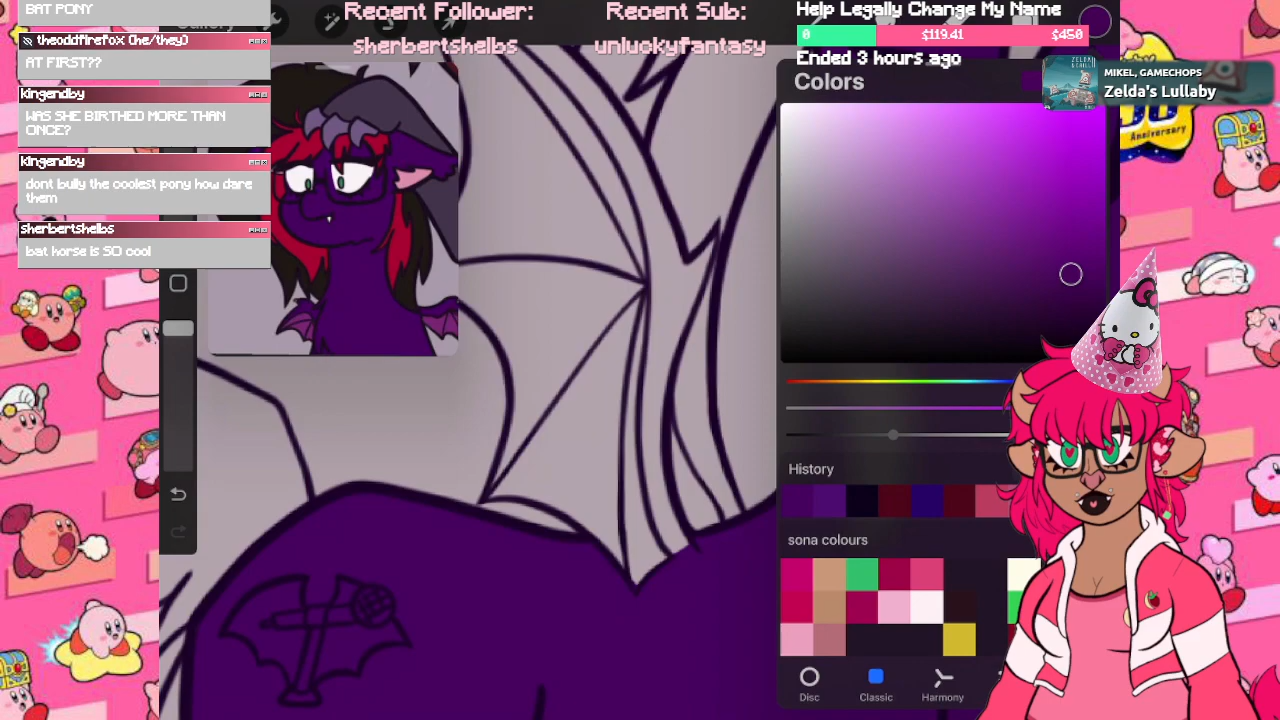 BAT PONY
theoddfirefox (he/they)
AT FIRST??
kingendby
WAS SHE BIRTHED MORE THAN
ONCE?
kingendby
dont bully the coolest pony how dare
them
sherbertshelbs
bat horse is SO cool
Recent Follower:
sherbertshelbs
Recent Sub:
unluckyfantasy
Help Legally Change My Name
0 $119.41 $450
Ended 3 hours ago
MIKEL, GAMECHOPS
Zelda's Lullaby
Anniversary
Colors
History
sona colours
Disc Classic Harmony